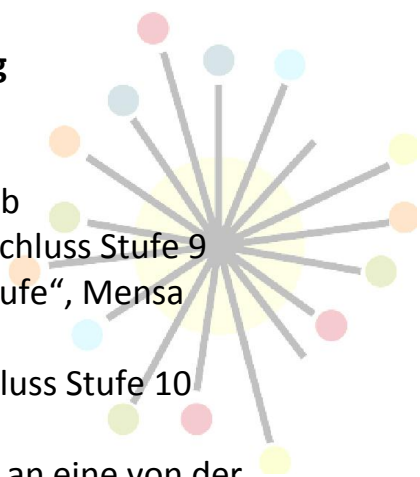 g
b
chluss Stufe 9
ufe“, Mensa
luss Stufe 10
an eine von der